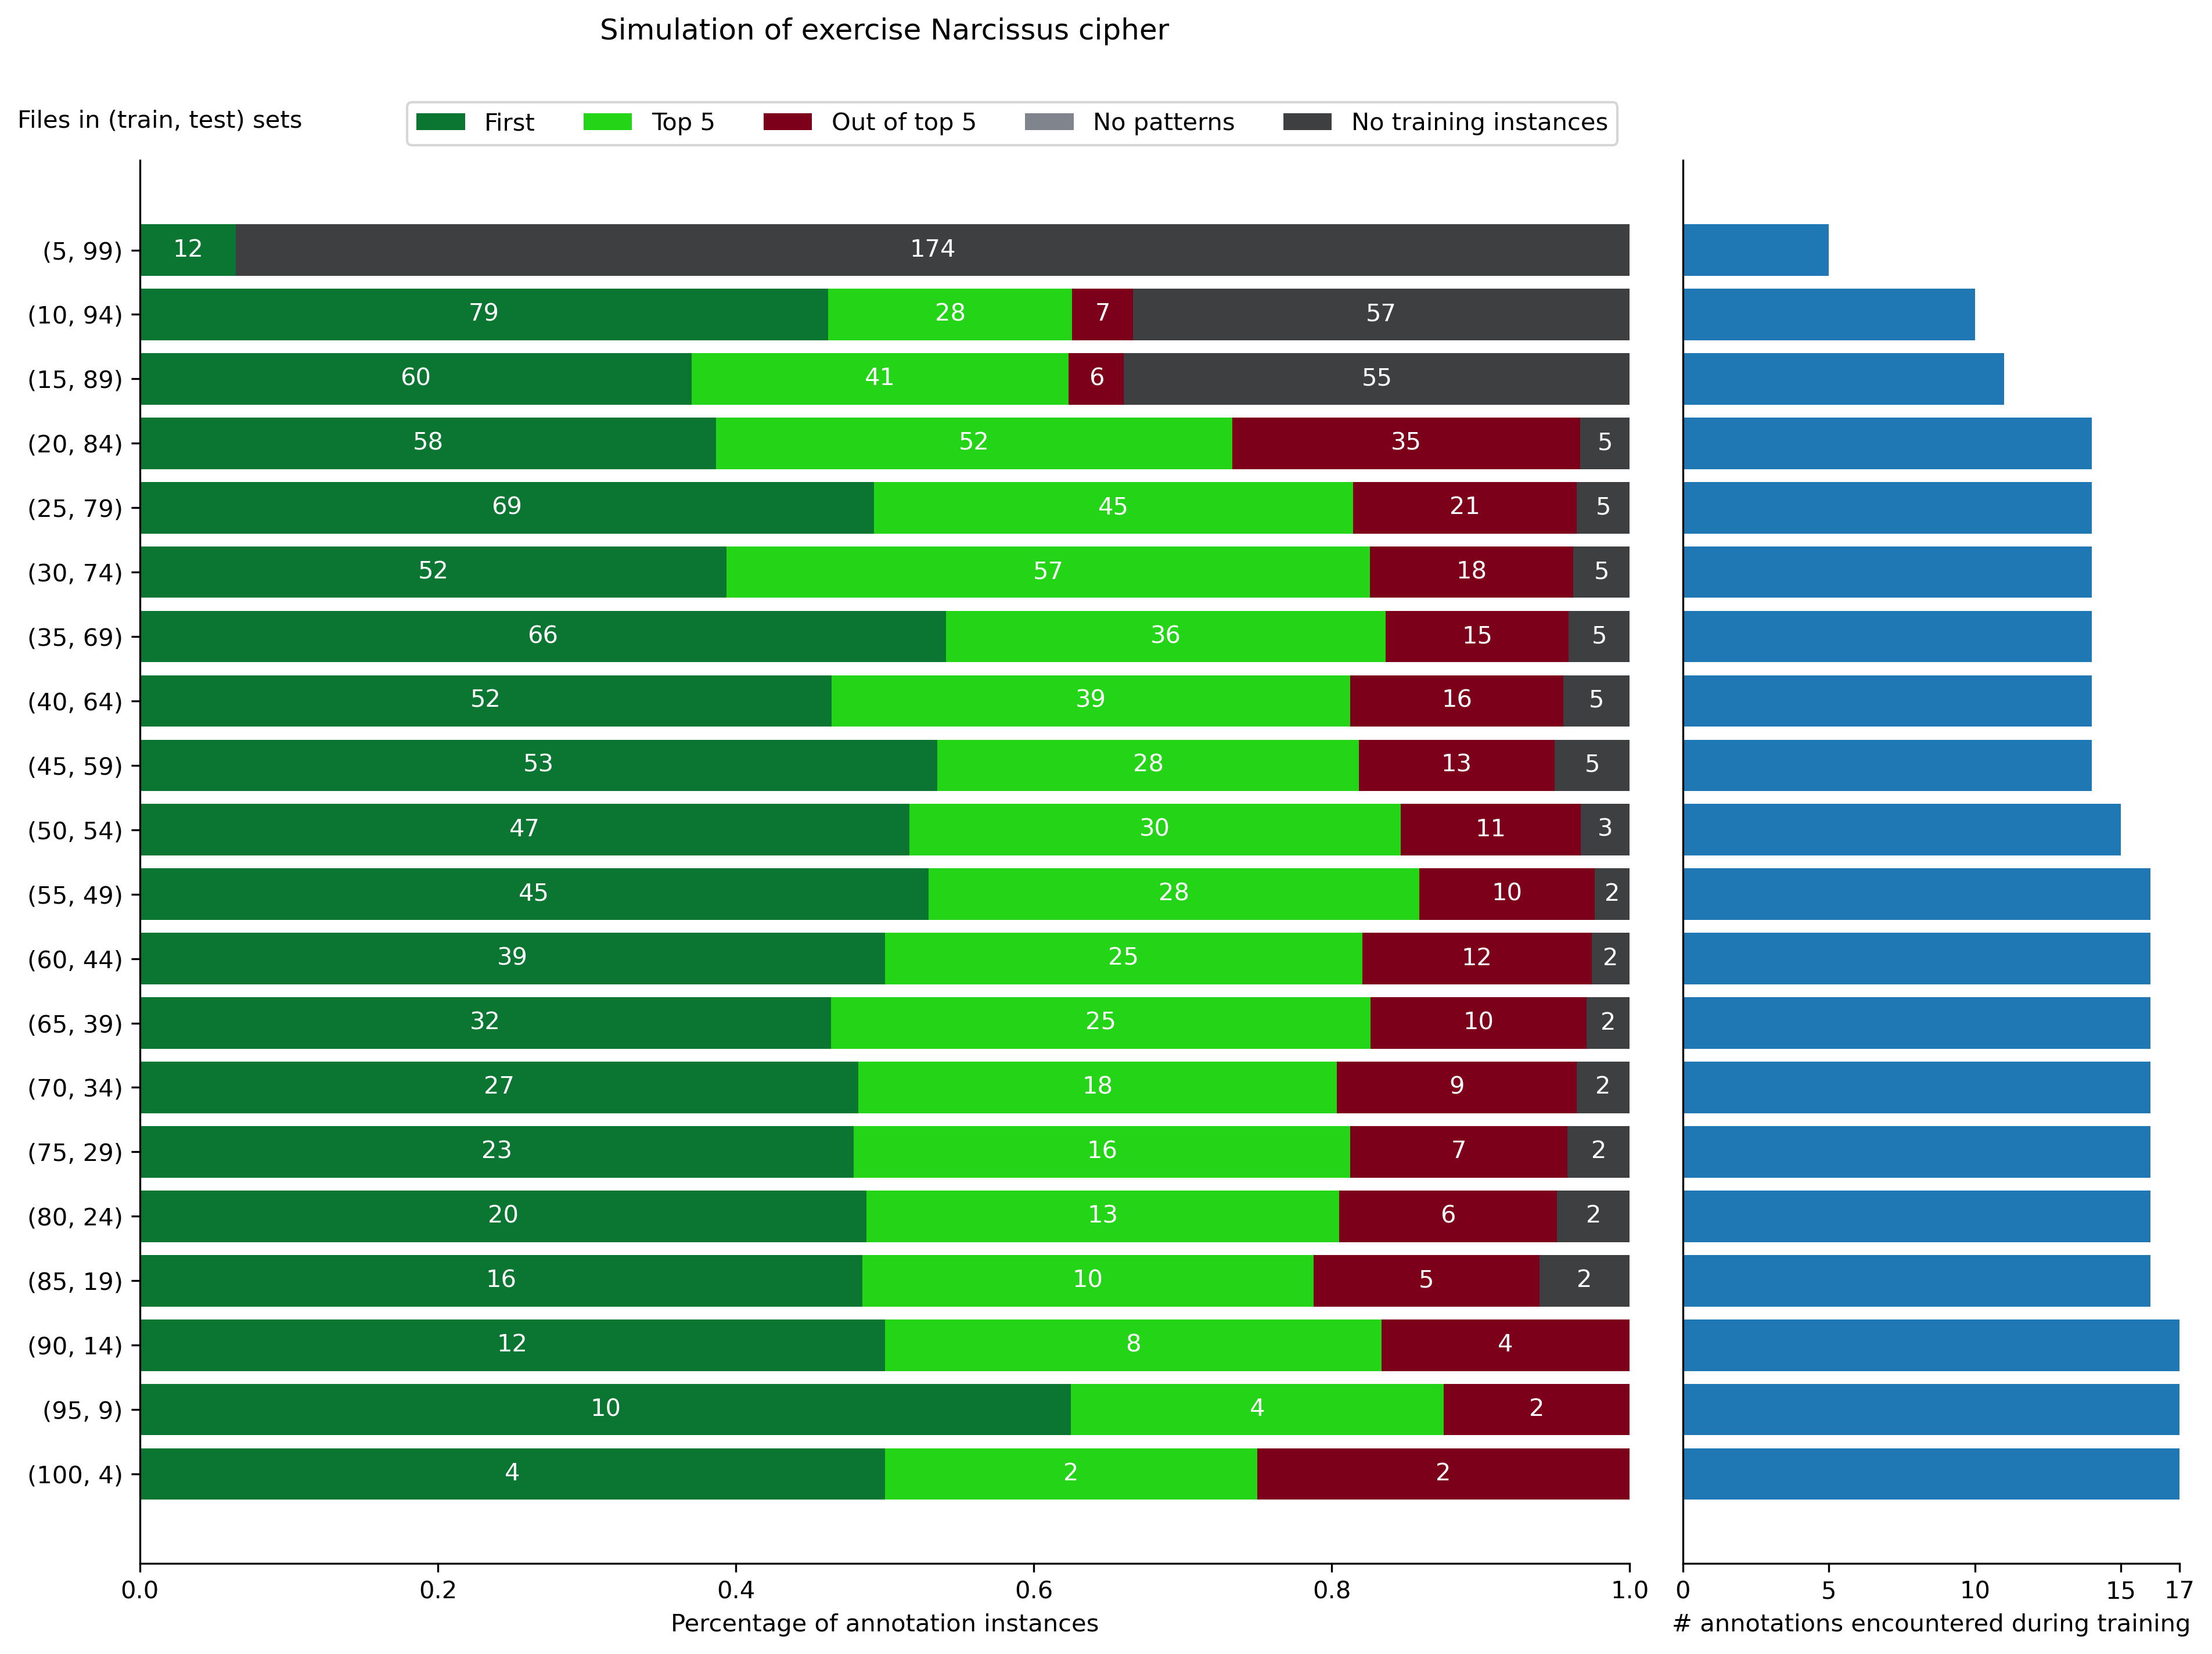 Simulation of exercise Narcissus cipher
Files in (train, test) sets
First Top 5 Out of top 5 No patterns No training instances
(5, 99) 12 174
(10, 94) 79 28 7 57
(15, 89) 60 41 6 55
(20, 84) 58 52 35 5
(25, 79) 69 45 21 5
(30, 74) 52 57 18 5
(35, 69) 66 36 15 5
(40, 64) 52 39 16 5
(45, 59) 53 28 13 5
(50, 54) 47 30 11 3
(55, 49) 45 28 10 2
(60, 44) 39 25 12 2
(65, 39) 32 25 10 2
(70, 34) 27 18 9 2
(75, 29) 23 16 7 2
(80, 24) 20 13 6 2
(85, 19) 16 10 5 2
(90, 14) 12 8 4
(95, 9) 10 4 2
(100, 4) 4 2 2
0.0 0.2 0.4 0.6 0.8 1.0 0 5 10 15 17
Percentage of annotation instances # annotations encountered during training